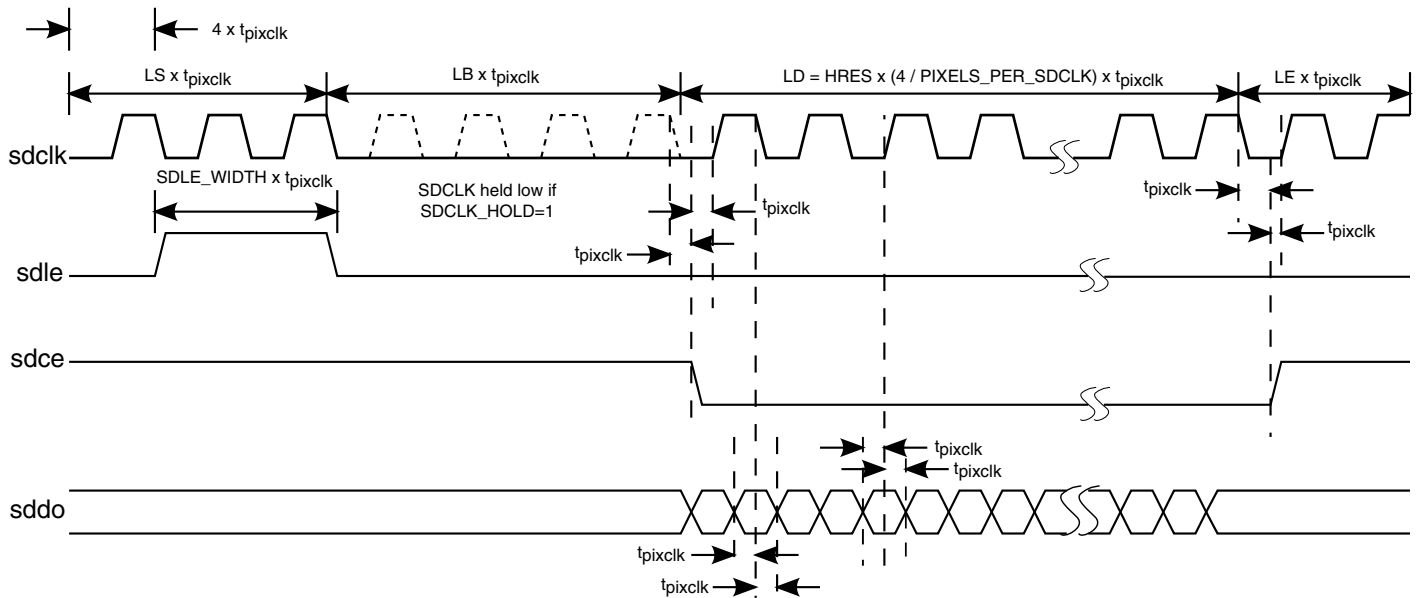 4 x tpixclk
LS x tpixclk
LB x tpixclk
LD = HRES x (4 / PIXELS_PER_SDCLK) x tpixclk
LE x tpixclk
sdclk
SDLE_WIDTH x tpixclk
SDCLK held low if
SDCLK_HOLD=1
tpixclk
tpixclk
tpixclk
tpixclk
sdle
sdce
tpixclk
tpixclk
sddo
tpixclk
tpixclk